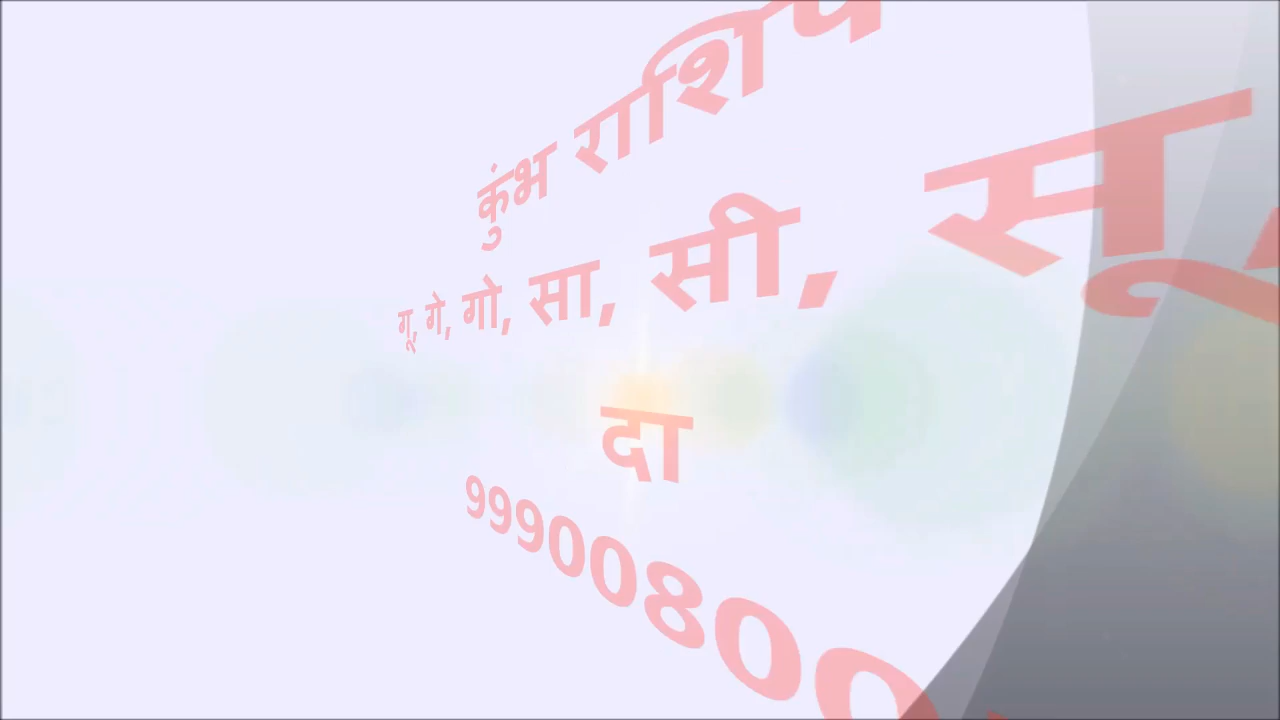 कुंभ राशिफ
गू, गे, गो, सा, सी, सू,
दा
99900800